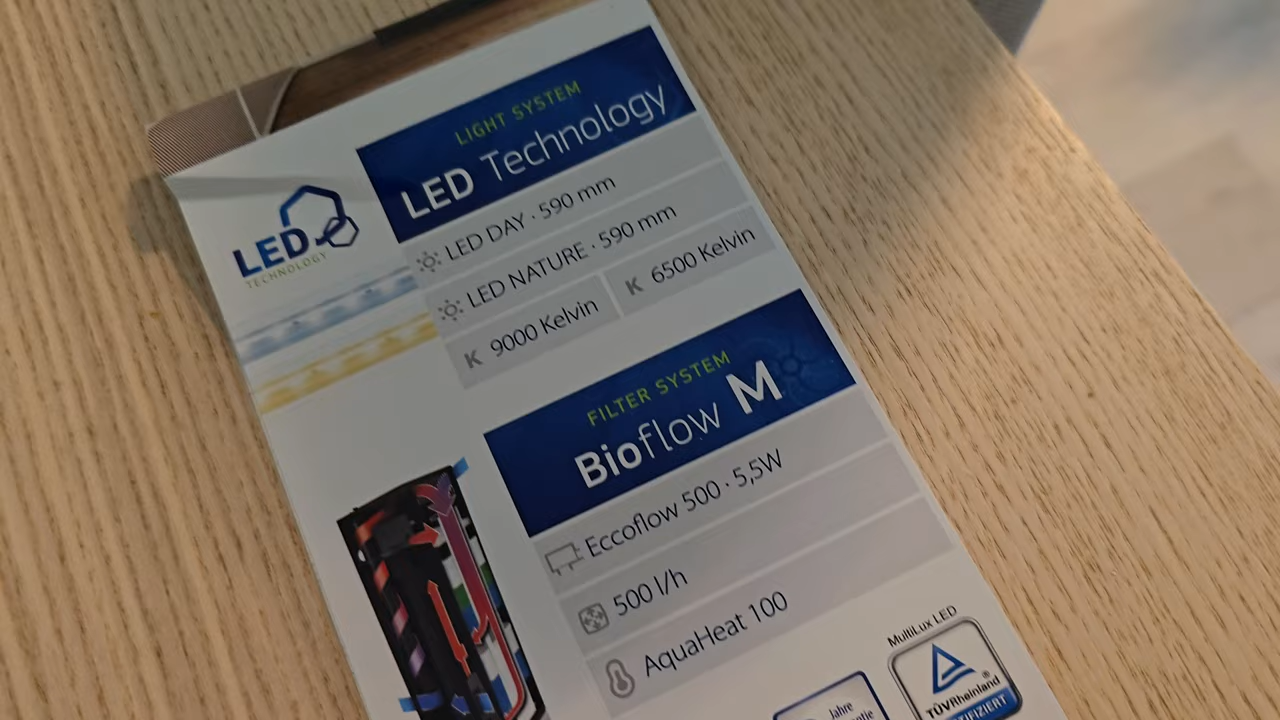 LIGHT SYSTEM
LED Technology
LED
TECHNOLOGY
LED DAY · 590 mm
LED NATURE · 590 mm
K 9000 Kelvin
K 6500 Kelvin
FILTER SYSTEM
Bioflow M
Eccoflow 500 · 5,5W
500 l/h
AquaHeat 100
MultiLux LED
TÜVRheinland®
Jahre